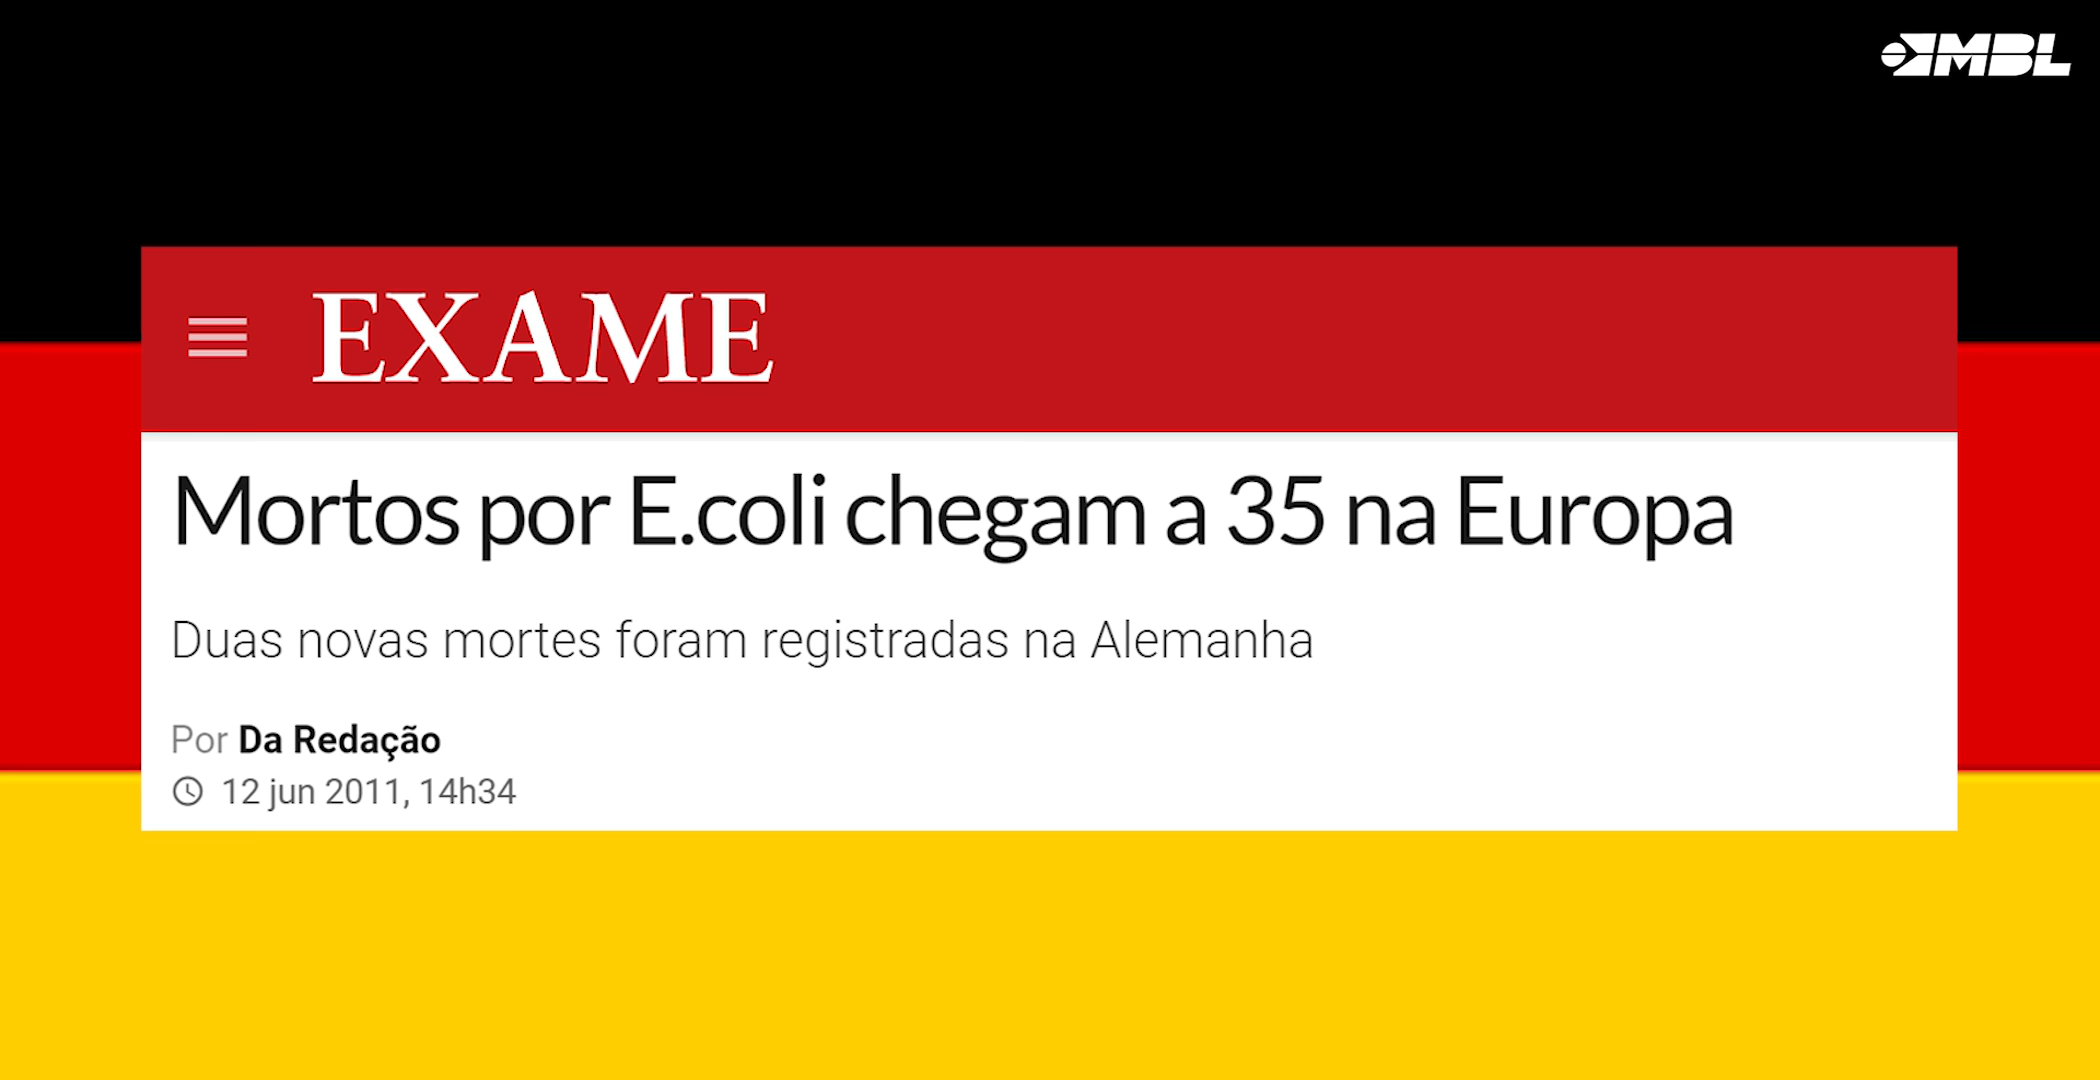 MBL
EXAME
Mortos por E.coli chegam a 35 na Europa
Duas novas mortes foram registradas na Alemanha
Por Da Redação
12 jun 2011, 14h34